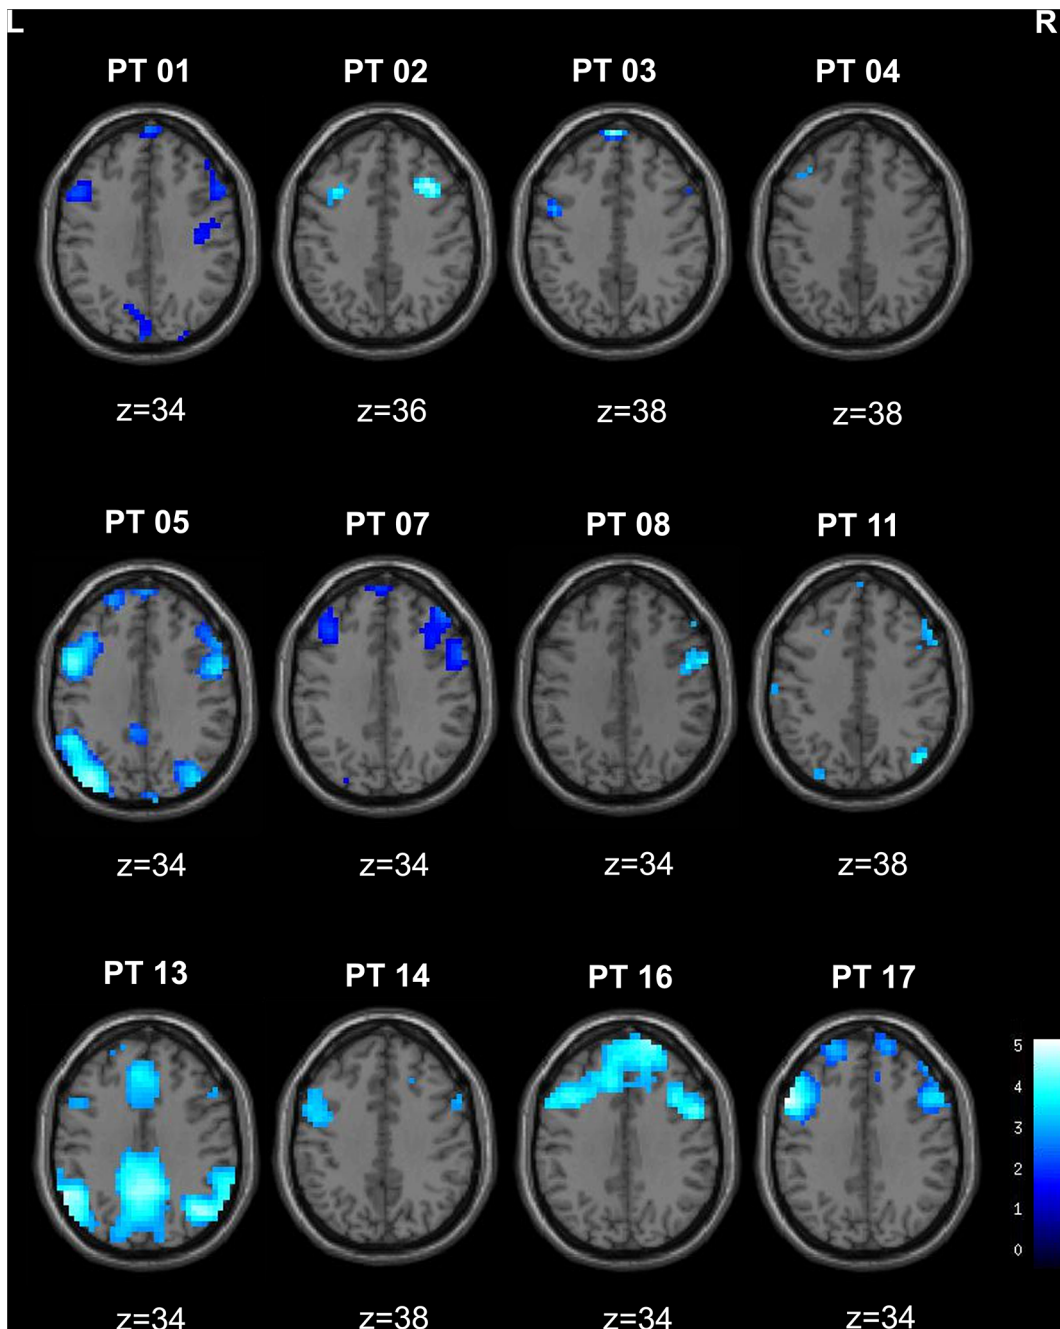 L R
PT 01 PT 02 PT 03 PT 04
z=34 z=36 z=38 z=38
PT 05 PT 07 PT 08 PT 11
z=34 z=34 z=34 z=38
PT 13 PT 14 PT 16 PT 17
5
4
3
2
1
0
z=34 z=38 z=34 z=34